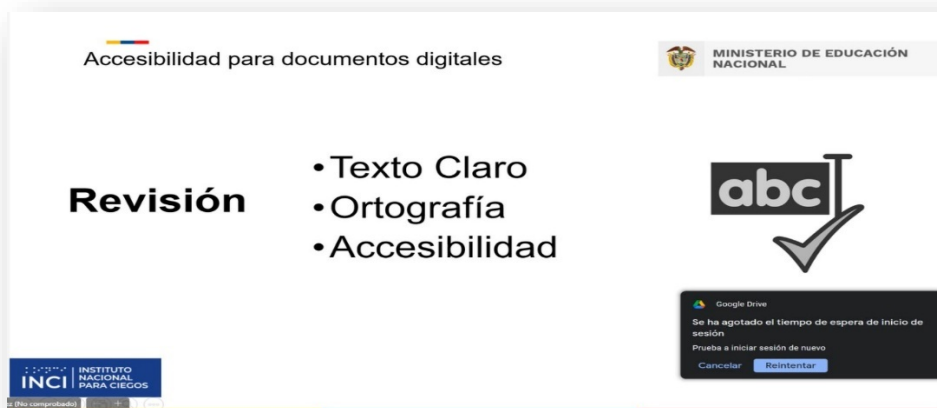 Accesibilidad para documentos digitales
MINISTERIO DE EDUCACIÓN
NACIONAL
Revisión
•Texto Claro
•Ortografía
•Accesibilidad
abc
Google Drive
Se ha agotado el tiempo de espera de inicio de
sesión
Prueba a iniciar sesión de nuevo
Cancelar
Reintentar
INCI
INSTITUTO
NACIONAL
PARA CIEGOS
(No comprobado)